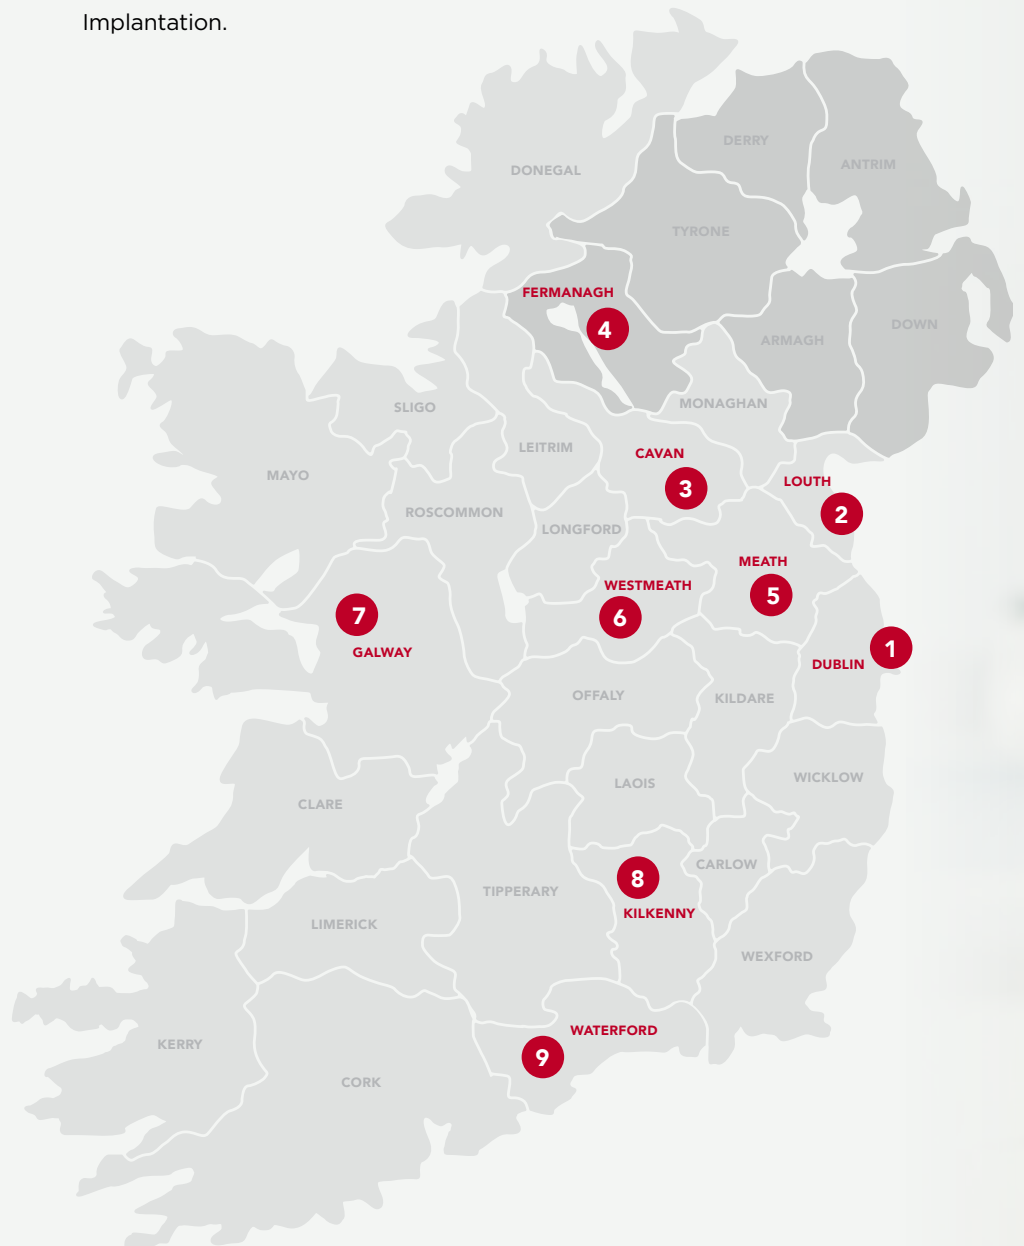 Implantation.
DERRY
ANTRIM
DONEGAL
TYRONE
FERMANAGH
4
DOWN
ARMAGH
MONAGHAN
SLIGO
LEITRIM
CAVAN
3
LOUTH
2
MAYO
ROSCOMMON
LONGFORD
MEATH
5
WESTMEATH
6
7
GALWAY
1
DUBLIN
OFFALY
KILDARE
LAOIS
WICKLOW
CLARE
CARLOW
8
KILKENNY
TIPPERARY
LIMERICK
WEXFORD
WATERFORD
9
KERRY
CORK